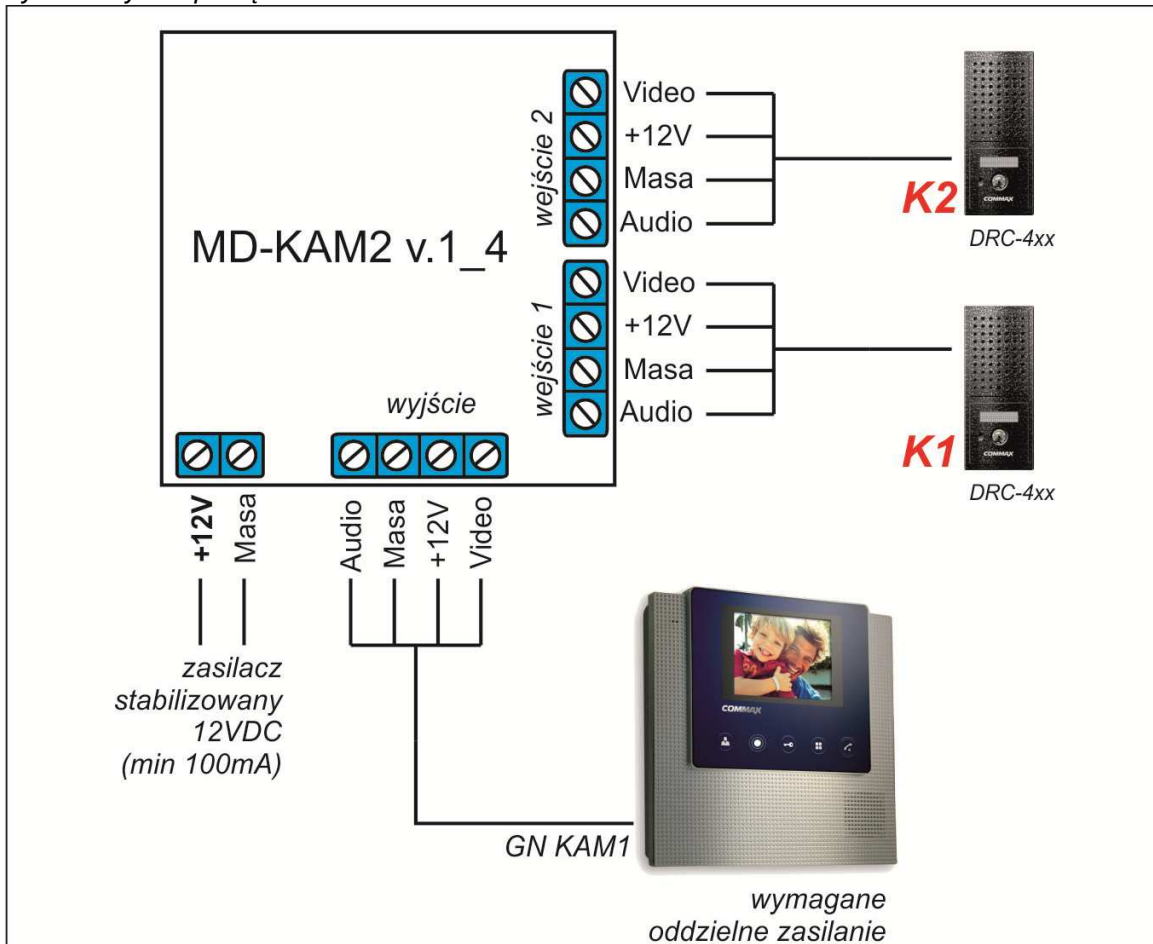 MD-KAM2 v.1_4
wejście 2
Video
+12V
Masa
Audio
K2
COMMAX
DRC-4xx
wejście 1
Video
+12V
Masa
Audio
K1
COMMAX
DRC-4xx
wyjście
+12V
Masa
Audio
Masa
+12V
Video
zasilacz
stabilizowany
12VDC
(min 100mA)
COMMAX
GN KAM1
wymagane
oddzielne zasilanie